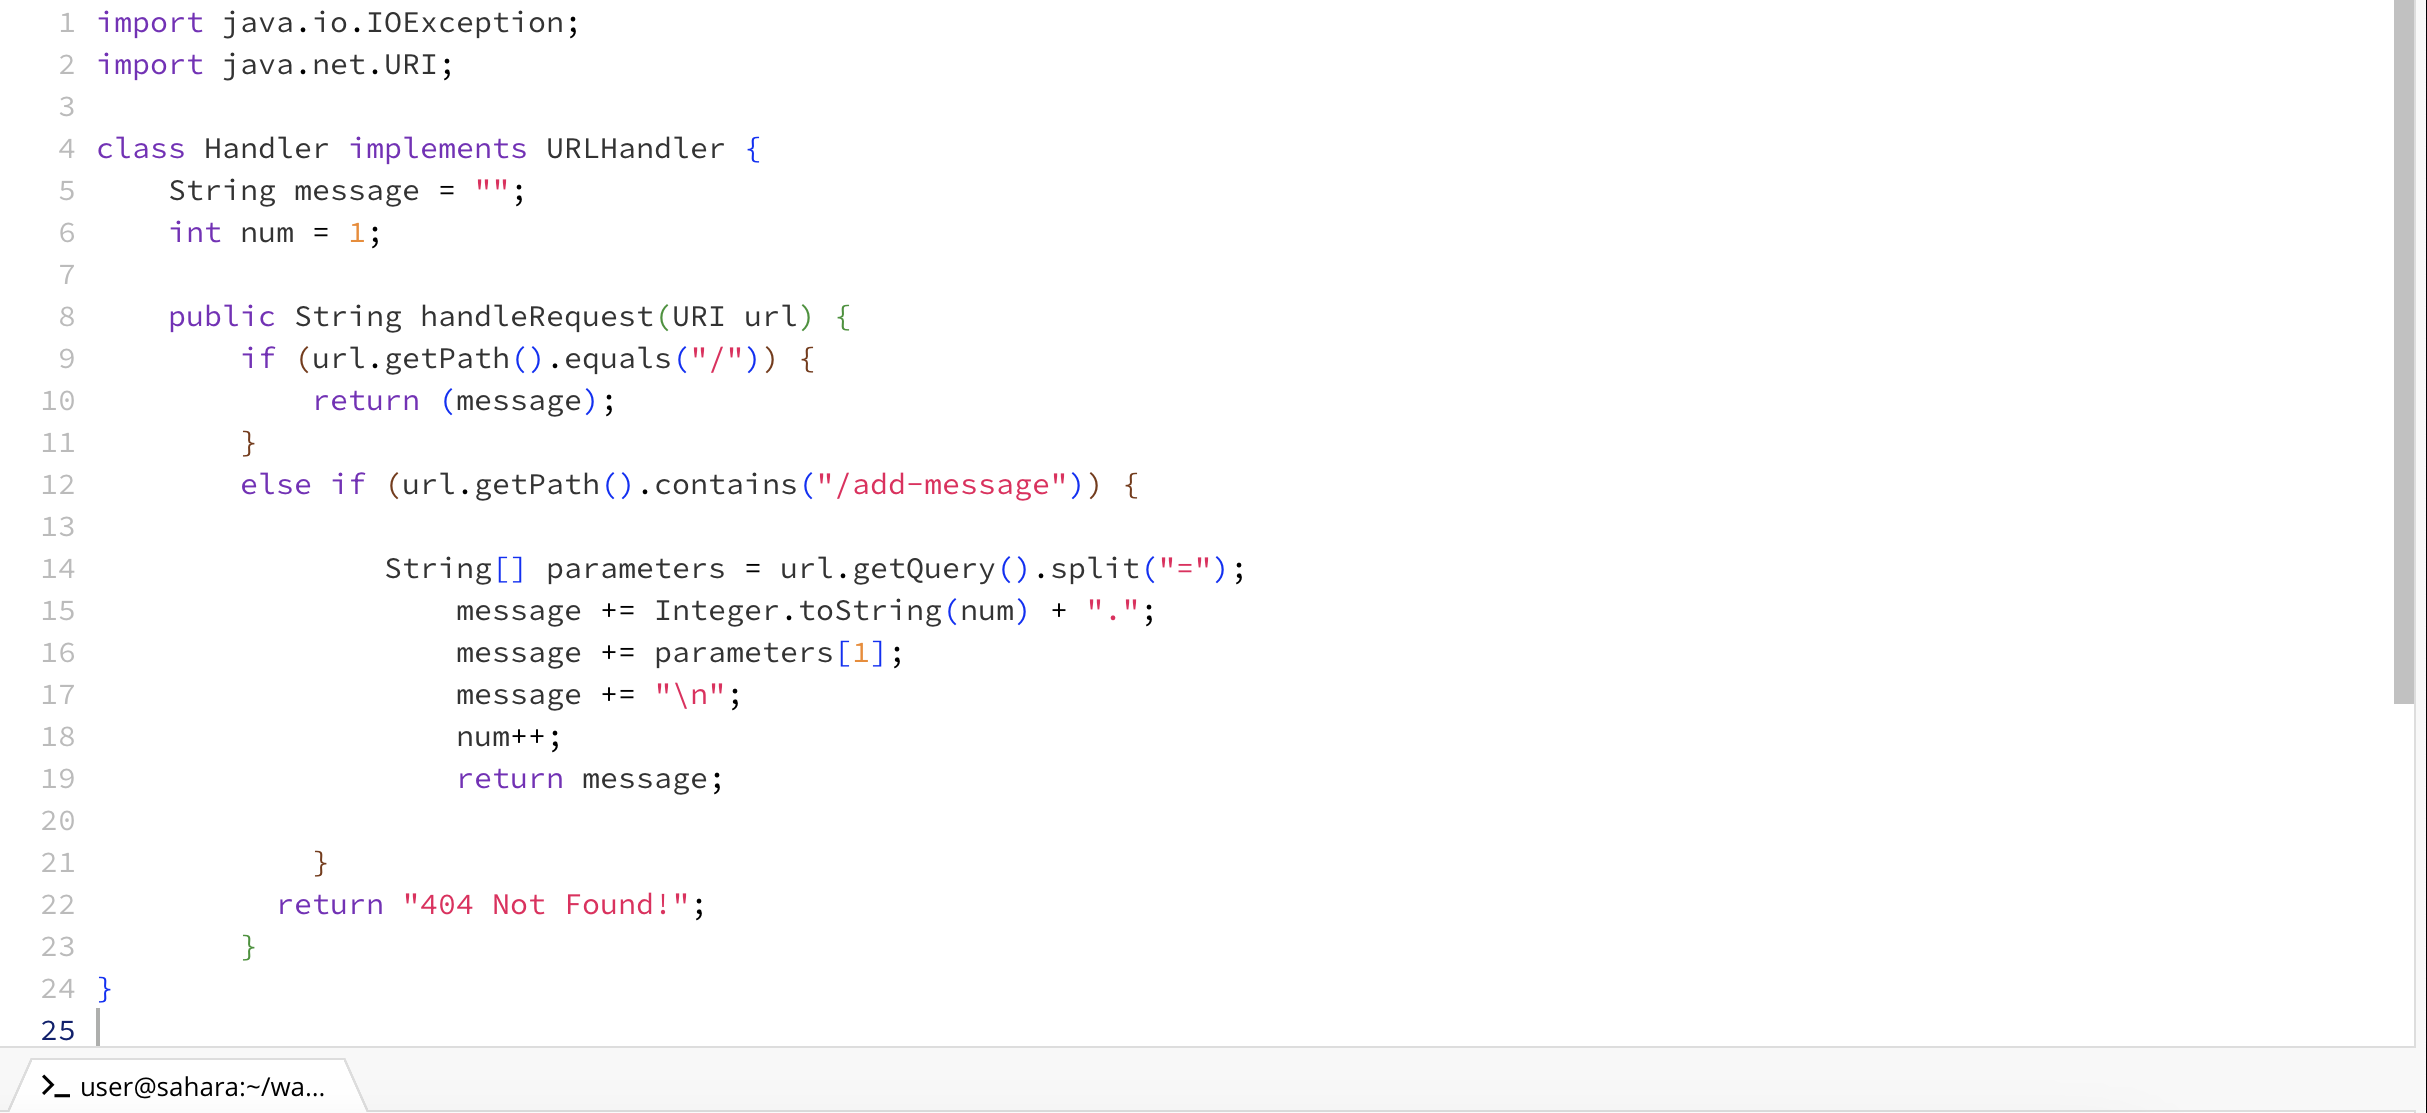 1 import java.io.IOException;
2 import java.net.URI;
3
4 class Handler implements URLHandler {
5     String message = "";
6     int num = 1;
7
8     public String handleRequest(URI url) {
9         if (url.getPath().equals("/")) {
10             return (message);
11         }
12         else if (url.getPath().contains("/add-message")) {
13
14                 String[] parameters = url.getQuery().split("=");
15                     message += Integer.toString(num) + ".";
16                     message += parameters[1];
17                     message += "\n";
18                     num++;
19                     return message;
20
21             }
22           return "404 Not Found!";
23         }
24 }
25
>_ user@sahara:~/wa...